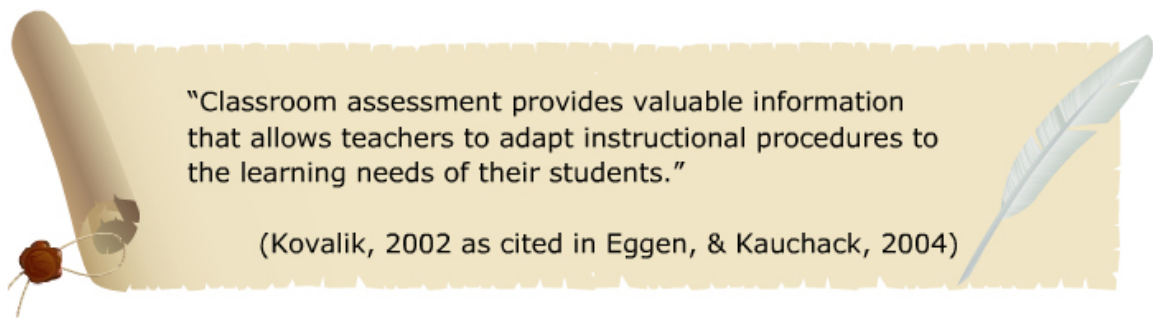 “Classroom assessment provides valuable information
that allows teachers to adapt instructional procedures to
the learning needs of their students.”
(Kovalik, 2002 as cited in Eggen, & Kauchack, 2004)